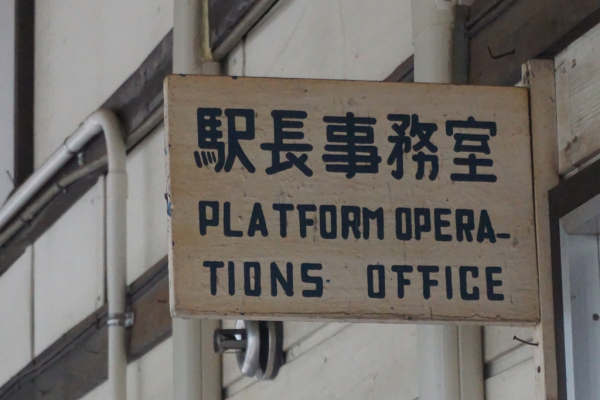 駅長事務室
PLATFORM OPERA-
TIONS OFFICE